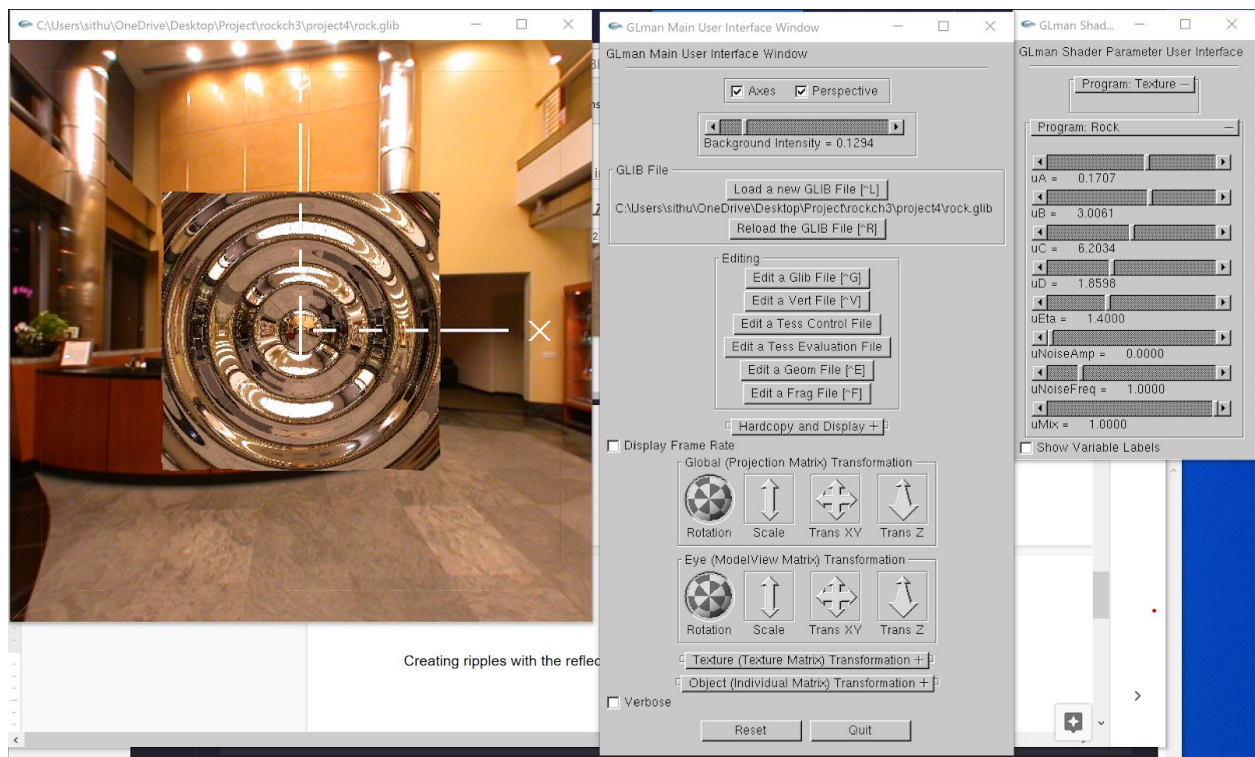 C:\Users\sithu\OneDrive\Desktop\Project\rockch3\project4\rock.glib
X
Creating ripples with the reflec
GLman Main User Interface Window
GLman Main User Interface Window
Axes Perspective
Background Intensity = 0.1294
GLIB File
Load a new GLIB File [^L]
C:\Users\sithu\OneDrive\Desktop\Project\rockch3\project4\rock.glib
Reload the GLIB File [^R]
Editing
Edit a Glib File [^G]
Edit a Vert File [^V]
Edit a Tess Control File
Edit a Tess Evaluation File
Edit a Geom File [^E]
Edit a Frag File [^F]
Hardcopy and Display +
Display Frame Rate
Global (Projection Matrix) Transformation
Rotation Scale Trans XY Trans Z
Eye (ModelView Matrix) Transformation
Rotation Scale Trans XY Trans Z
Texture (Texture Matrix) Transformation +
Object (Individual Matrix) Transformation +
Verbose
Reset Quit
GLman Shad...
GLman Shader Parameter User Interface
Program: Texture —
Program: Rock —
uA = 0.1707
uB = 3.0061
uC = 6.2034
uD = 1.8598
uEta = 1.4000
uNoiseAmp = 0.0000
uNoiseFreq = 1.0000
uMix = 1.0000
Show Variable Labels